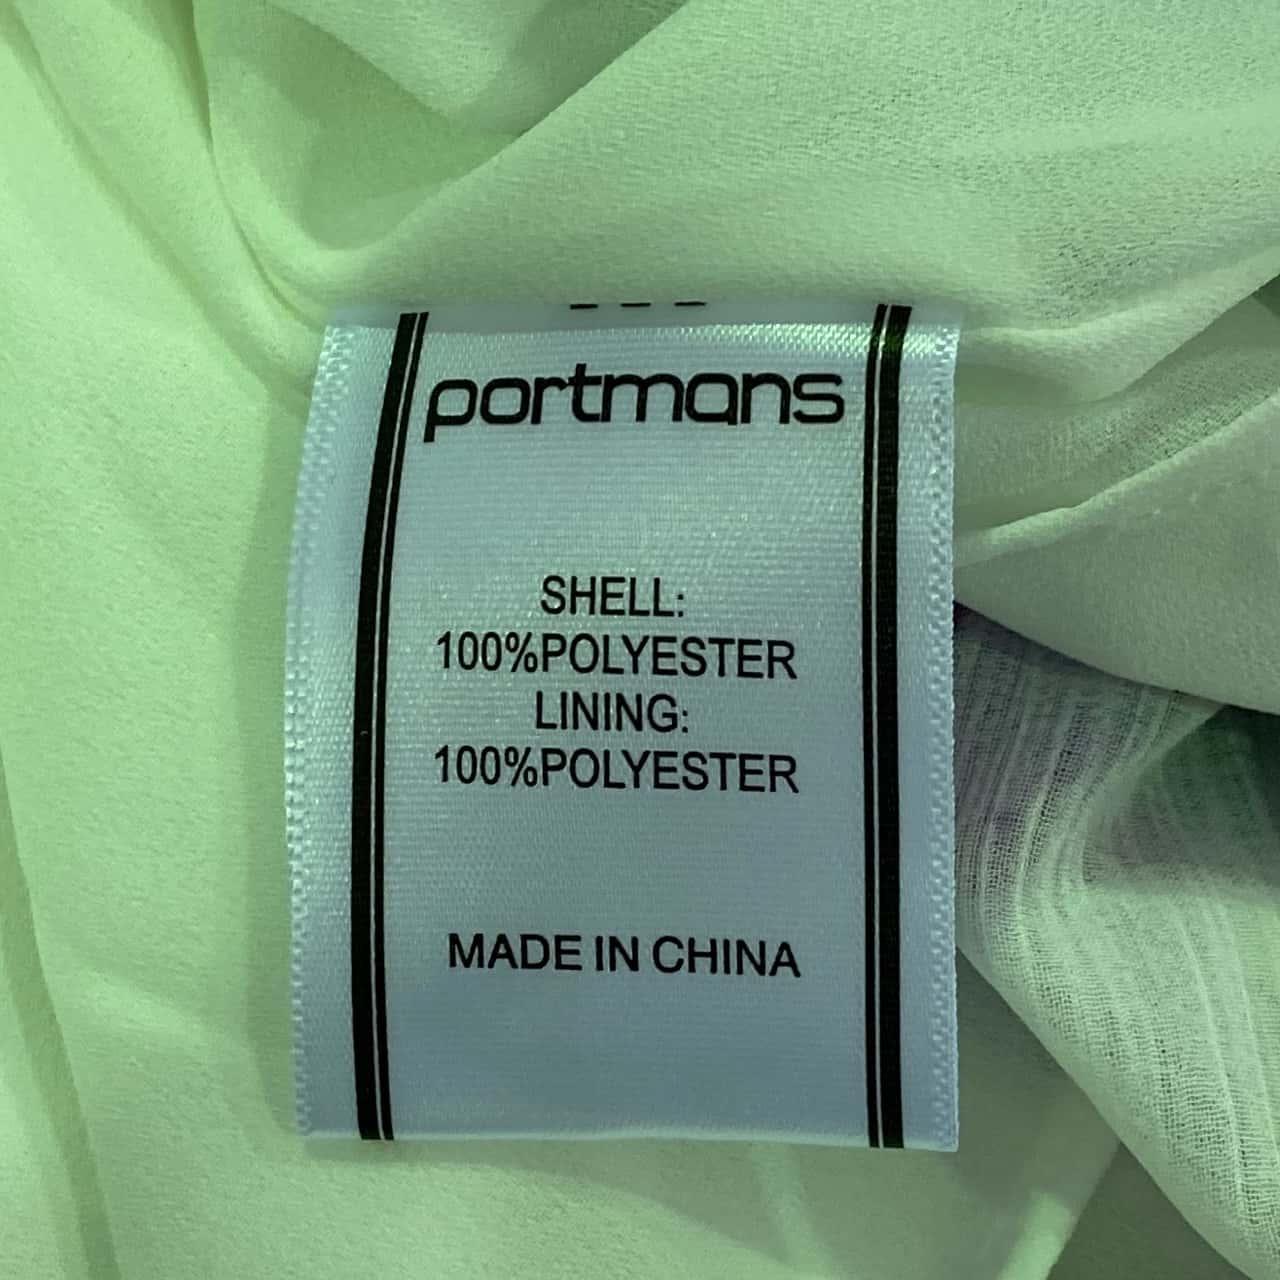 portmans
SHELL:
100%POLYESTER
LINING:
100%POLYESTER
MADE IN CHINA